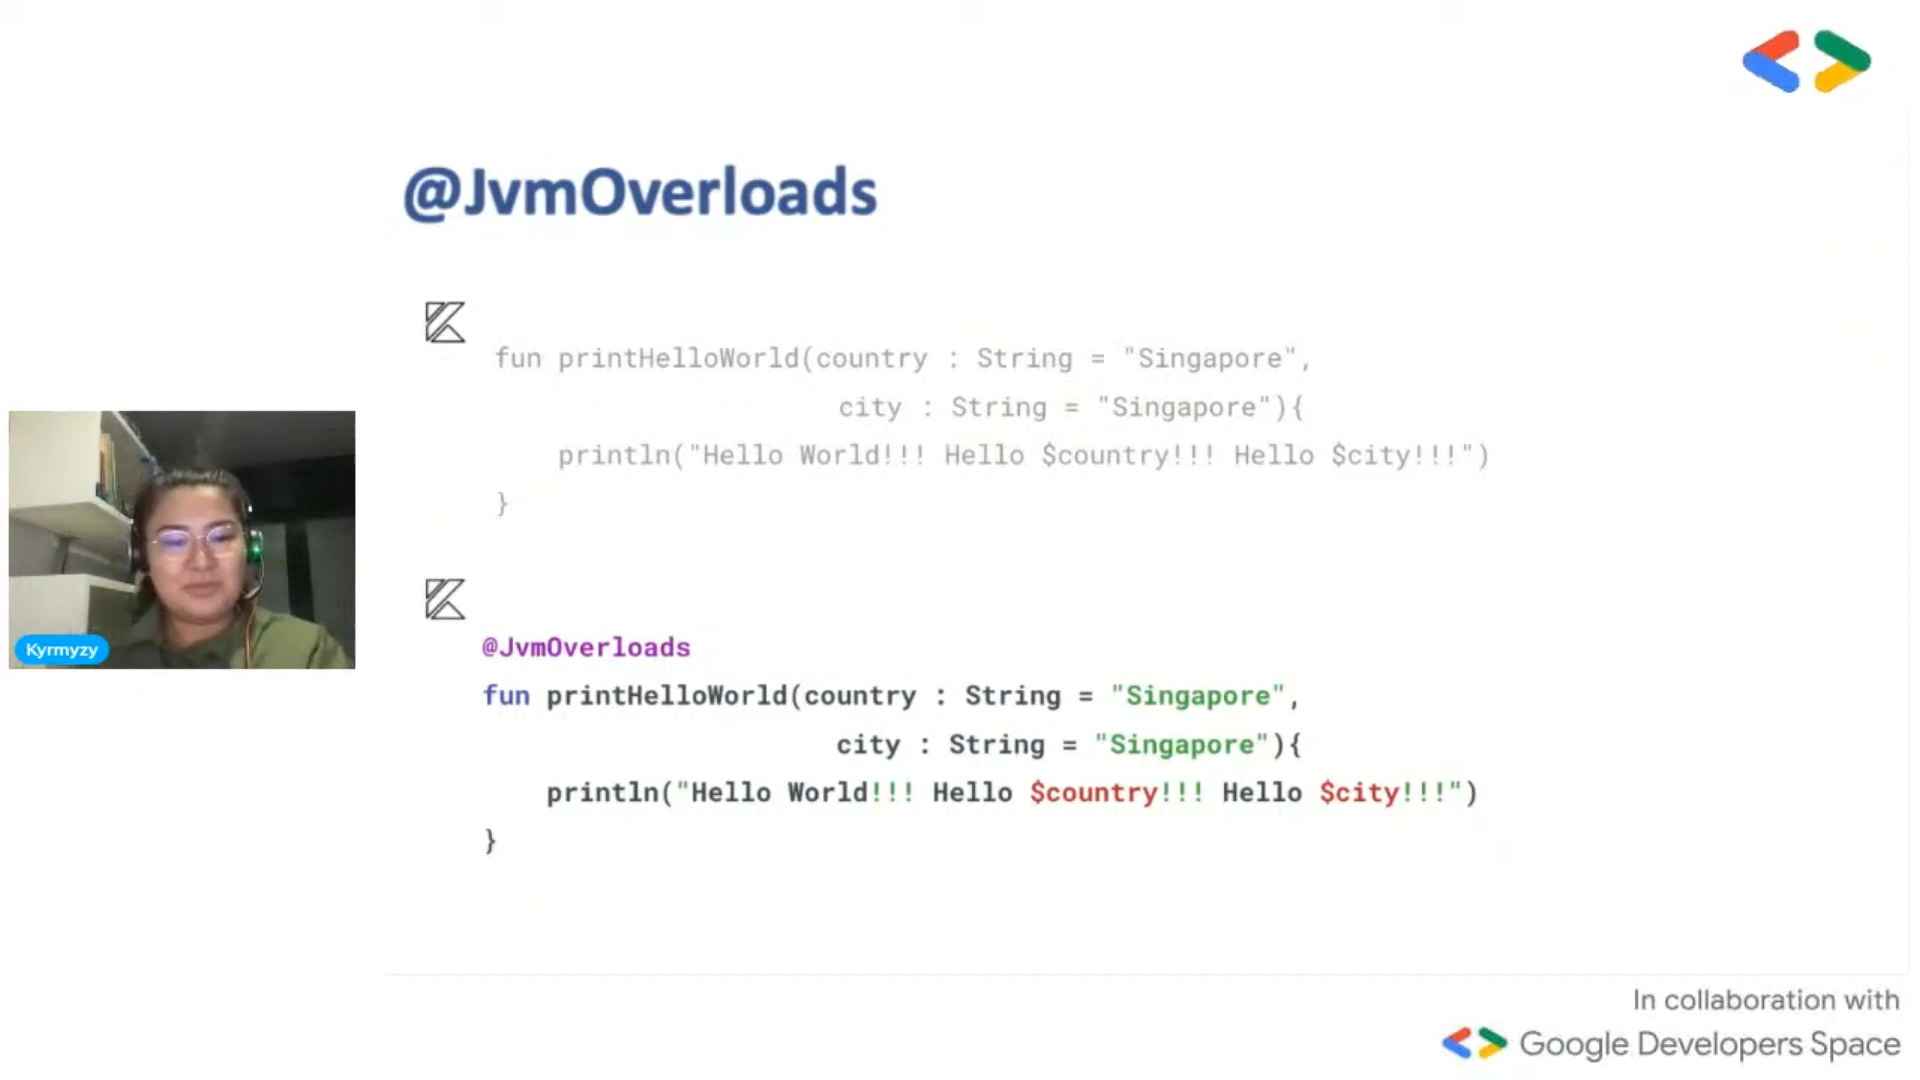 @JvmOverloads
fun printHelloWorld(country : String = "Singapore",
city : String = "Singapore"){
println("Hello World!!! Hello $country!!! Hello $city!!!")
}
Kyrmyzy
@JvmOverloads
fun printHelloWorld(country : String = "Singapore",
city : String = "Singapore"){
println("Hello World!!! Hello $country!!! Hello $city!!!")
}
In collaboration with
Google Developers Space